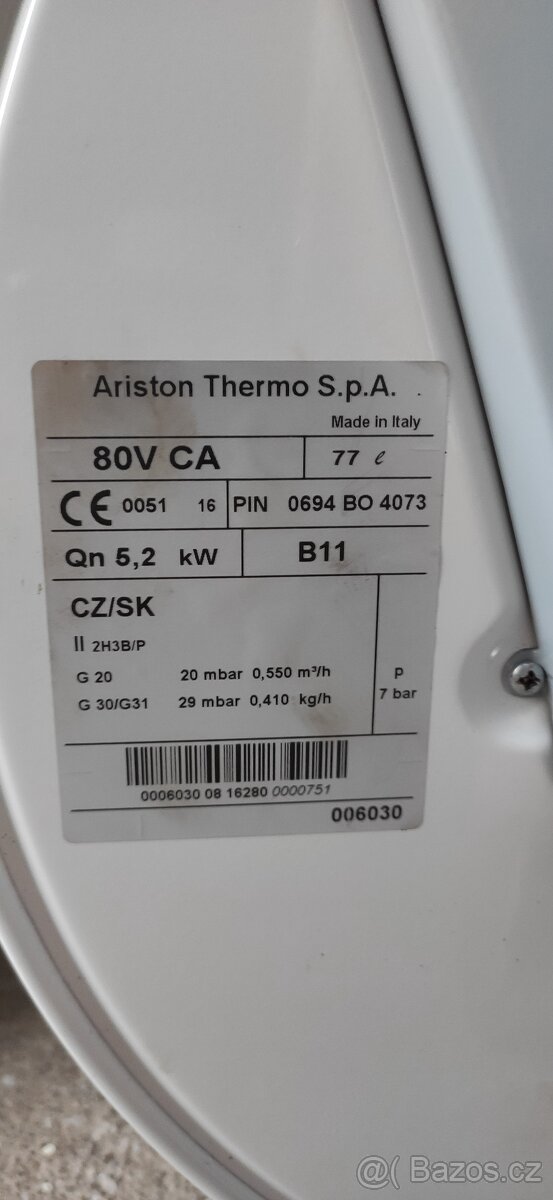 Ariston Thermo S.p.A.
Made in Italy
80V CA 77 ℓ
CE 0051 16 PIN 0694 BO 4073
Qn 5,2 kW B11
CZ/SK
II 2H3B/P
G 20 20 mbar 0,550 m³/h
G 30/G31 29 mbar 0,410 kg/h
p
7 bar
0006030 08 16280 0000751
006030
@( Bazos.cz